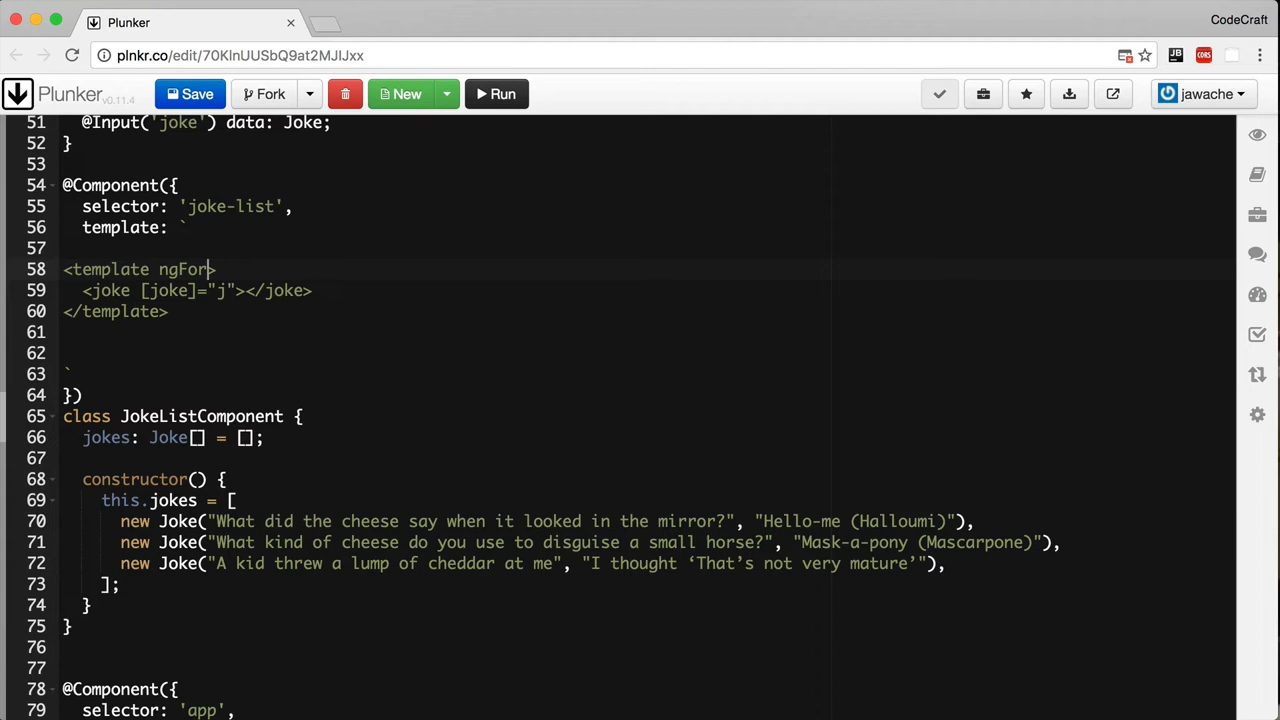 Plunker
CodeCraft
plnkr.co/edit/70KlnUUSbQ9at2MJIJxx
Plunker v0.11.4
Save
Fork
New
Run
jawache
51 @Input('joke') data: Joke;
52 }
53
54 @Component({
55 selector: 'joke-list',
56 template: `
57
58 <template ngFor>
59 <joke [joke]="j"></joke>
60 </template>
61
62
63 `
64 })
65 class JokeListComponent {
66 jokes: Joke[] = [];
67
68 constructor() {
69 this.jokes = [
70 new Joke("What did the cheese say when it looked in the mirror?", "Hello-me (Halloumi)"),
71 new Joke("What kind of cheese do you use to disguise a small horse?", "Mask-a-pony (Mascarpone)"),
72 new Joke("A kid threw a lump of cheddar at me", "I thought ‘That’s not very mature’"),
73 ];
74 }
75 }
76
77
78 @Component({
79 selector: 'app',